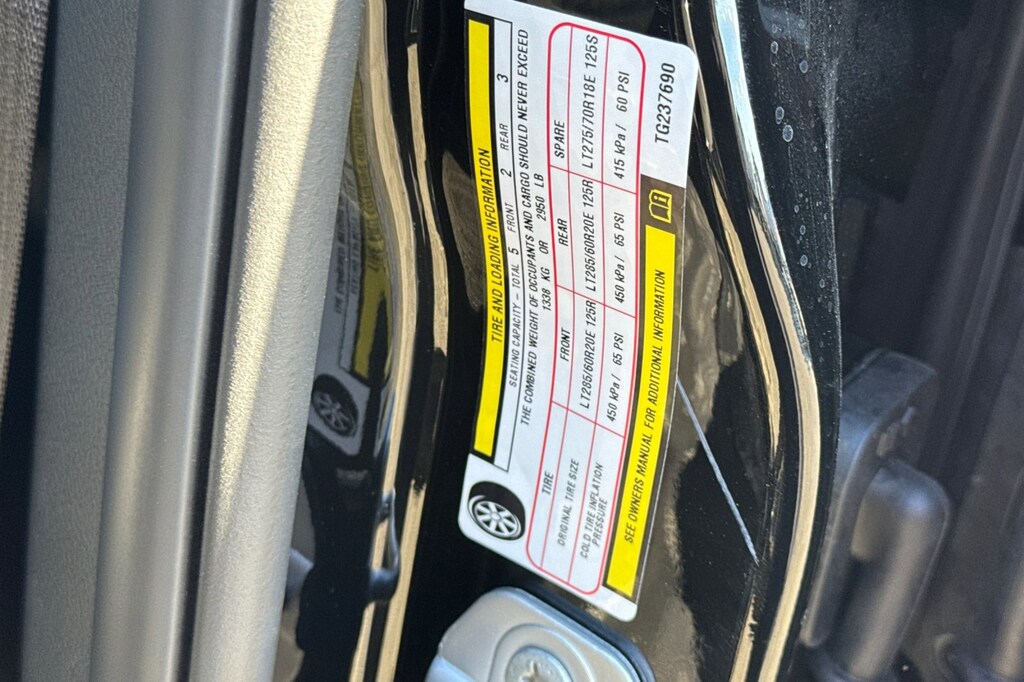 TIRE AND LOADING INFORMATION
SEATING CAPACITY – TOTAL 5 FRONT 2 REAR 3
THE COMBINED WEIGHT OF OCCUPANTS AND CARGO SHOULD NEVER EXCEED
1338 KG OR 2950 LB
TIRE FRONT REAR SPARE
ORIGINAL TIRE SIZE LT285/60R20E 125R LT285/60R20E 125R LT275/70R18E 125S
COLD TIRE INFLATION PRESSURE 450 kPa/ 65 PSI 450 kPa/ 65 PSI 415 kPa/ 60 PSI
SEE OWNERS MANUAL FOR ADDITIONAL INFORMATION
TG237690